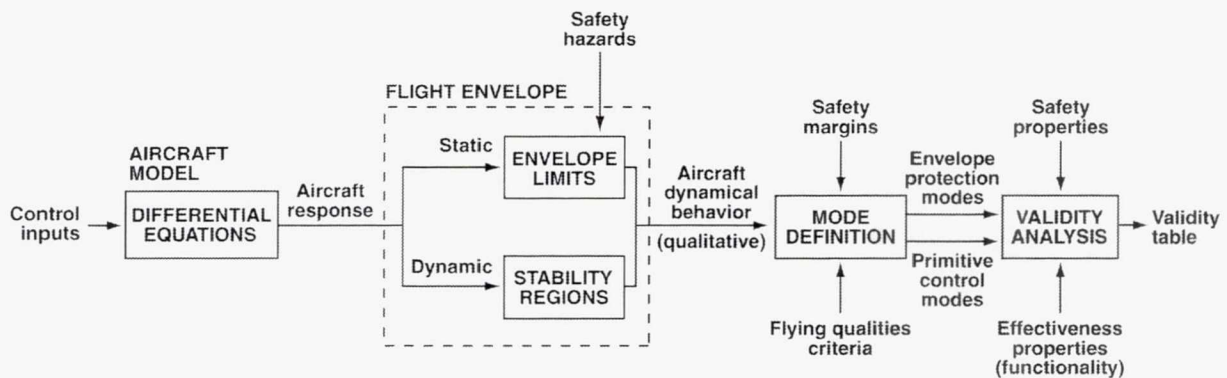 Safety
hazards
FLIGHT ENVELOPE
AIRCRAFT
MODEL
Control
inputs
DIFFERENTIAL
EQUATIONS
Aircraft
response
Static
ENVELOPE
LIMITS
Dynamic
STABILITY
REGIONS
Aircraft
dynamical
behavior
(qualitative)
Safety
margins
MODE
DEFINITION
Flying qualities
criteria
Envelope
protection
modes
Primitive
control
modes
Safety
properties
VALIDITY
ANALYSIS
Effectiveness
properties
(functionality)
Validity
table